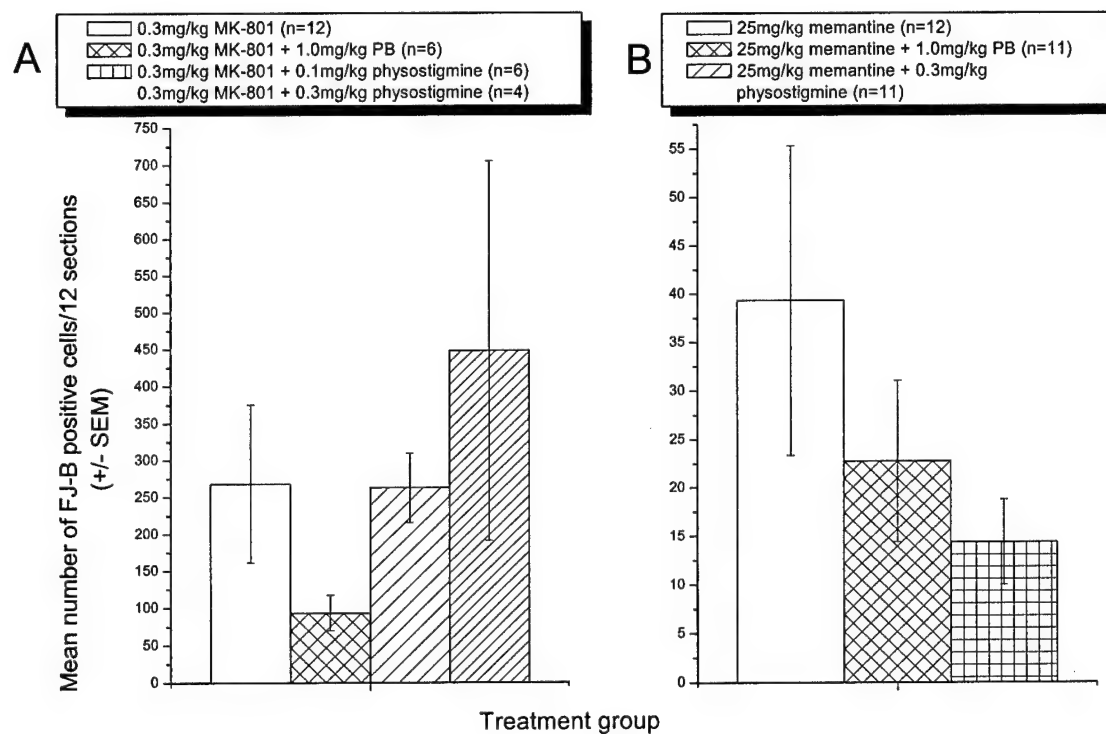 A
0.3mg/kg MK-801 (n=12)
0.3mg/kg MK-801 + 1.0mg/kg PB (n=6)
0.3mg/kg MK-801 + 0.1mg/kg physostigmine (n=6)
0.3mg/kg MK-801 + 0.3mg/kg physostigmine (n=4)
B
25mg/kg memantine (n=12)
25mg/kg memantine + 1.0mg/kg PB (n=11)
25mg/kg memantine + 0.3mg/kg
physostigmine (n=11)
Mean number of FJ-B positive cells/12 sections
(+/- SEM)
750
700
650
600
550
500
450
400
350
300
250
200
150
100
50
0
55
50
45
40
35
30
25
20
15
10
5
0
Treatment group